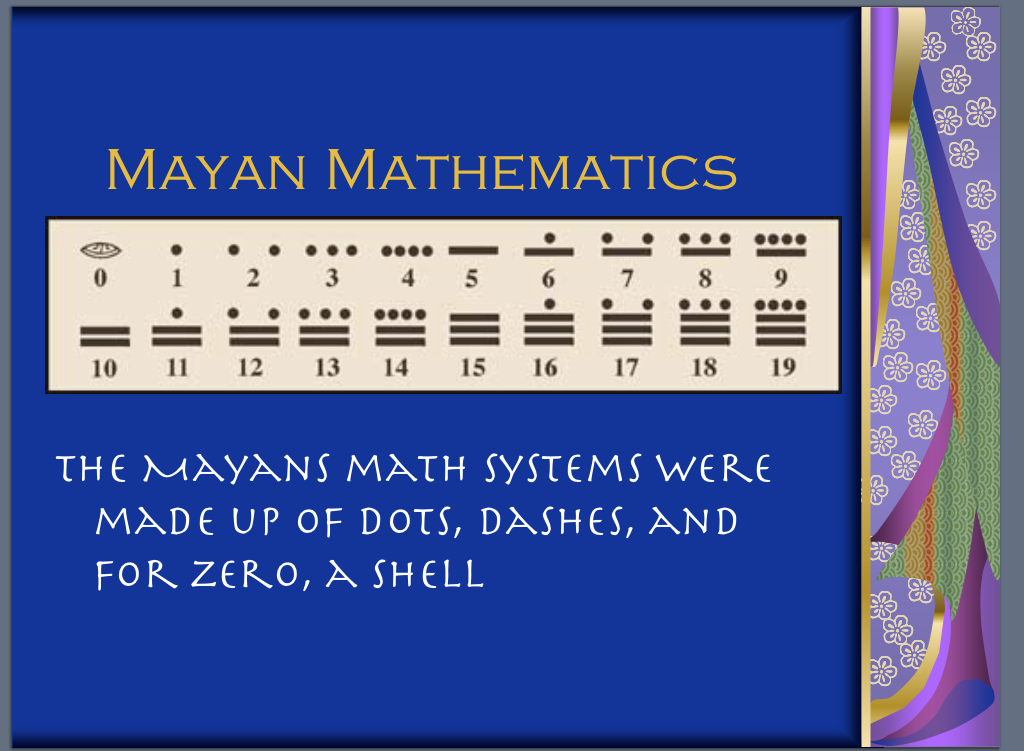 Mayan Mathematics
0 1 2 3 4 5 6 7 8 9
10 11 12 13 14 15 16 17 18 19
The Mayans math systems were
made up of dots, dashes, and
for zero, a shell